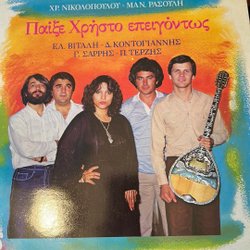 ΧΡ. ΝΙΚΟΛΟΠΟΥΛΟΥ - ΜΑΝ. ΡΑΣΟΥΛΗ
Παίξε Χρήστο επειγόντως
ΕΛ. ΒΙΤΑΛΗ - Δ. ΚΟΝΤΟΓΙΑΝΝΗΣ
Γ. ΣΑΡΡΗΣ - Π. ΤΕΡΖΗΣ